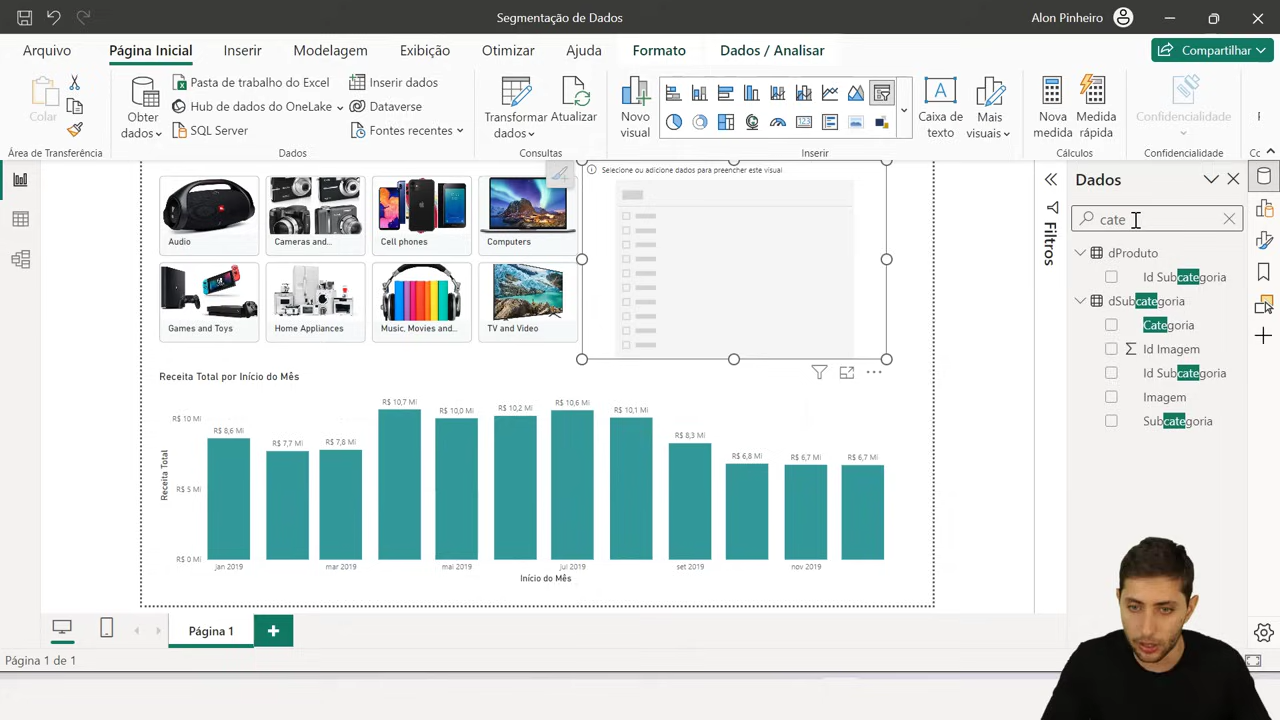 Segmentação de Dados
Alon Pinheiro
Arquivo
Página Inicial
Inserir
Modelagem
Exibição
Otimizar
Ajuda
Formato
Dados / Analisar
Compartilhar
Colar
Obter dados
Pasta de trabalho do Excel
Hub de dados do OneLake
SQL Server
Inserir dados
Dataverse
Fontes recentes
Transformar dados
Atualizar
Novo visual
Caixa de texto
Mais visuais
Nova medida
Medida rápida
Confidencialidade
Área de Transferência
Dados
Consultas
Inserir
Cálculos
Confidencialidade
Audio
Cameras and...
Cell phones
Computers
Games and Toys
Home Appliances
Music, Movies and...
TV and Video
Selecione ou adicione dados para preencher este visual
Receita Total por Início do Mês
Receita Total
R$ 10 Mi
R$ 5 Mi
R$ 0 Mi
R$ 8,6 Mi
R$ 7,7 Mi
R$ 7,8 Mi
R$ 10,7 Mi
R$ 10,0 Mi
R$ 10,2 Mi
R$ 10,6 Mi
R$ 10,1 Mi
R$ 8,3 Mi
R$ 6,8 Mi
R$ 6,7 Mi
R$ 6,7 Mi
jan 2019
mar 2019
mai 2019
jul 2019
set 2019
nov 2019
Início do Mês
Filtros
Dados
cate
dProduto
Id Subcategoria
dSubcategoria
Categoria
Id Imagem
Id Subcategoria
Imagem
Subcategoria
Página 1
Página 1 de 1